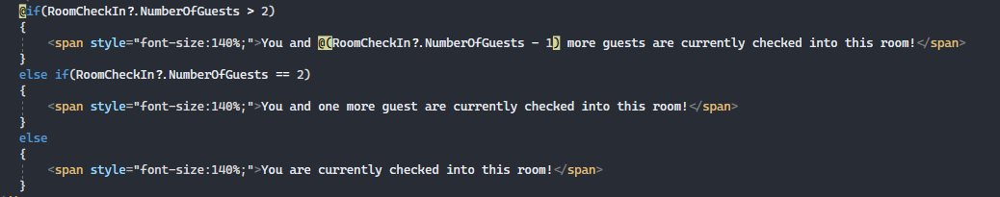 @if(RoomCheckIn?.NumberOfGuests > 2)
{
<span style="font-size:140%;">You and @(RoomCheckIn?.NumberOfGuests - 1) more guests are currently checked into this room!</span>
}
else if(RoomCheckIn?.NumberOfGuests == 2)
{
<span style="font-size:140%;">You and one more guest are currently checked into this room!</span>
}
else
{
<span style="font-size:140%;">You are currently checked into this room!</span>
}